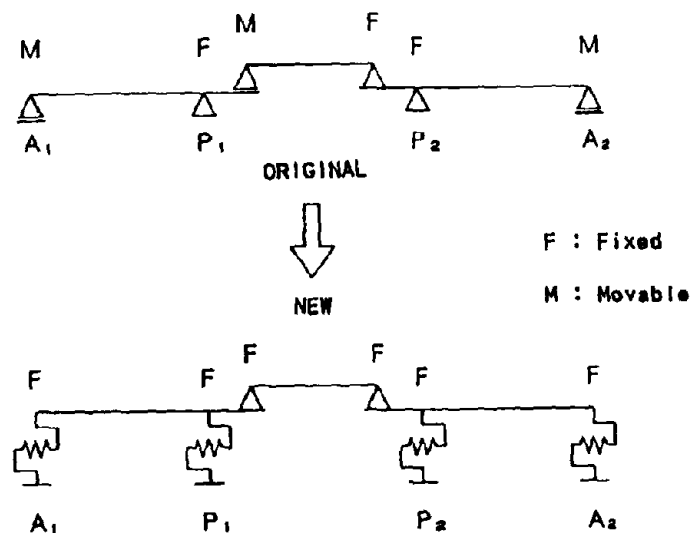 M F M F F M
A₁ P₁ P₂ A₂
ORIGINAL
F : Fixed
M : Movable
NEW
F F F F F F
A₁ P₁ P₂ A₂